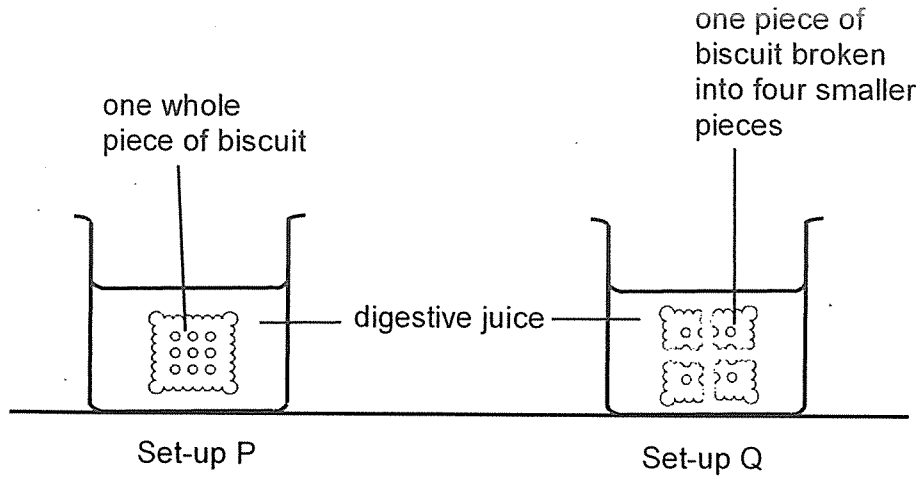 one piece of
biscuit broken
into four smaller
pieces
one whole
piece of biscuit
digestive juice
Set-up P
Set-up Q